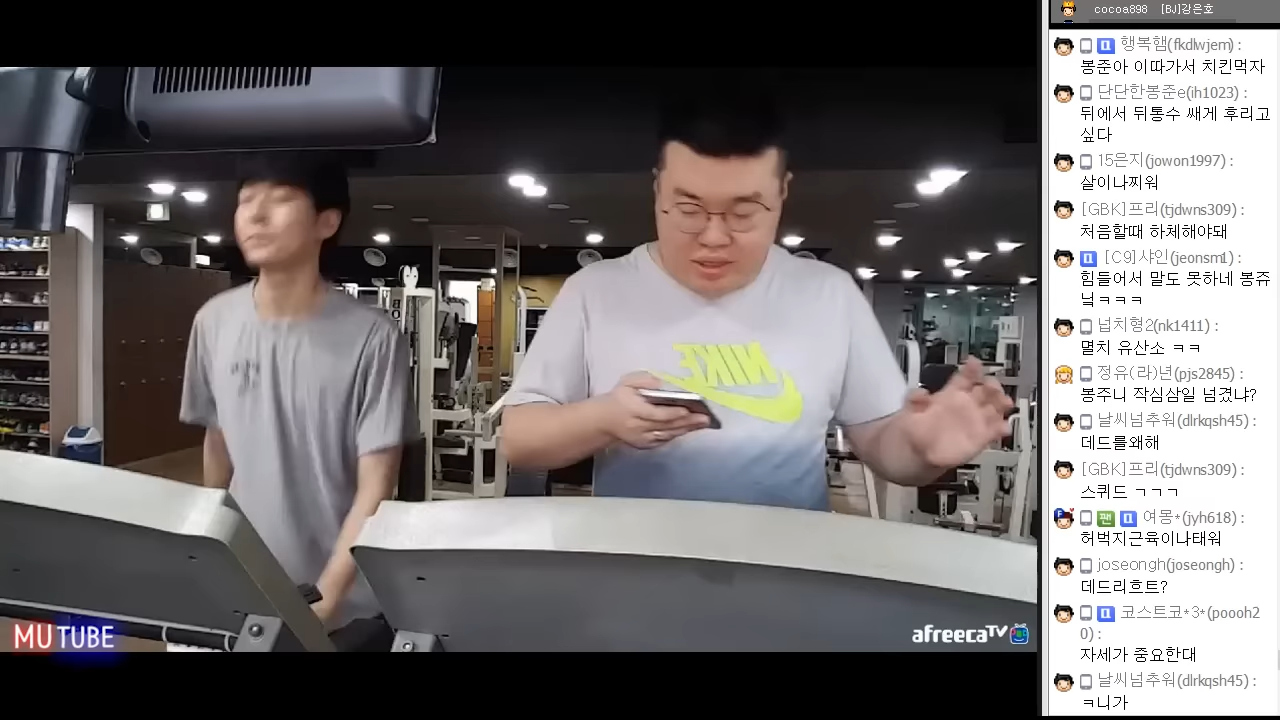 cocoa898 [BJ]강은호
행복햄(fkdlwjem) :
봉준아 이따가서 치킨먹자
단단한봉준e(ih1023) :
뒤에서 뒤통수 쌔게 후리고
싶다
15은지(jowon1997) :
살이나찌워
[GBK]프리(tjdwns309) :
처음할때 하체해야돼
[C9]샤인(jeonsm1) :
힘들어서 말도 못하네 봉쥬
닠ㅋㅋㅋ
넙치형2(nk1411) :
멸치 유산소 ㅋㅋ
정유(라)년(pjs2845) :
봉주니 작심삼일 넘겼냐?
날씨넘추워(dlrkqsh45) :
데드를왜해
[GBK]프리(tjdwns309) :
스쿼드 ㄱㄱㄱ
팬 여몽*(jyh618) :
허벅지근육이나태워
joseongh(joseongh) :
데드리흐트?
코스트코*3*(poooh2
0) :
자세가 중요한대
날씨넘추워(dlrkqsh45) :
ㅋ니가
NIKE
MUTUBE
afreecaTV